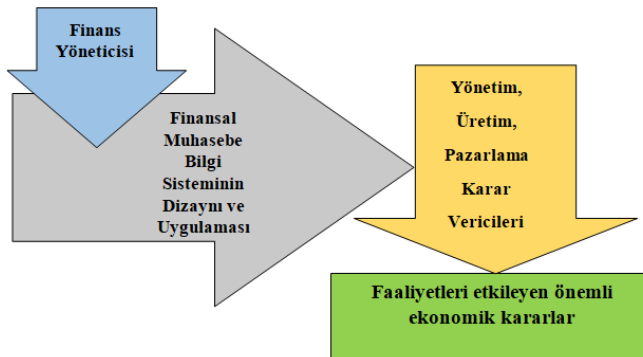 Finans
Yöneticisi
Finansal
Muhasebe
Bilgi
Sisteminin
Dizaynı ve
Uygulaması
Yönetim,
Üretim,
Pazarlama
Karar
Vericileri
Faaliyetleri etkileyen önemli
ekonomik kararlar